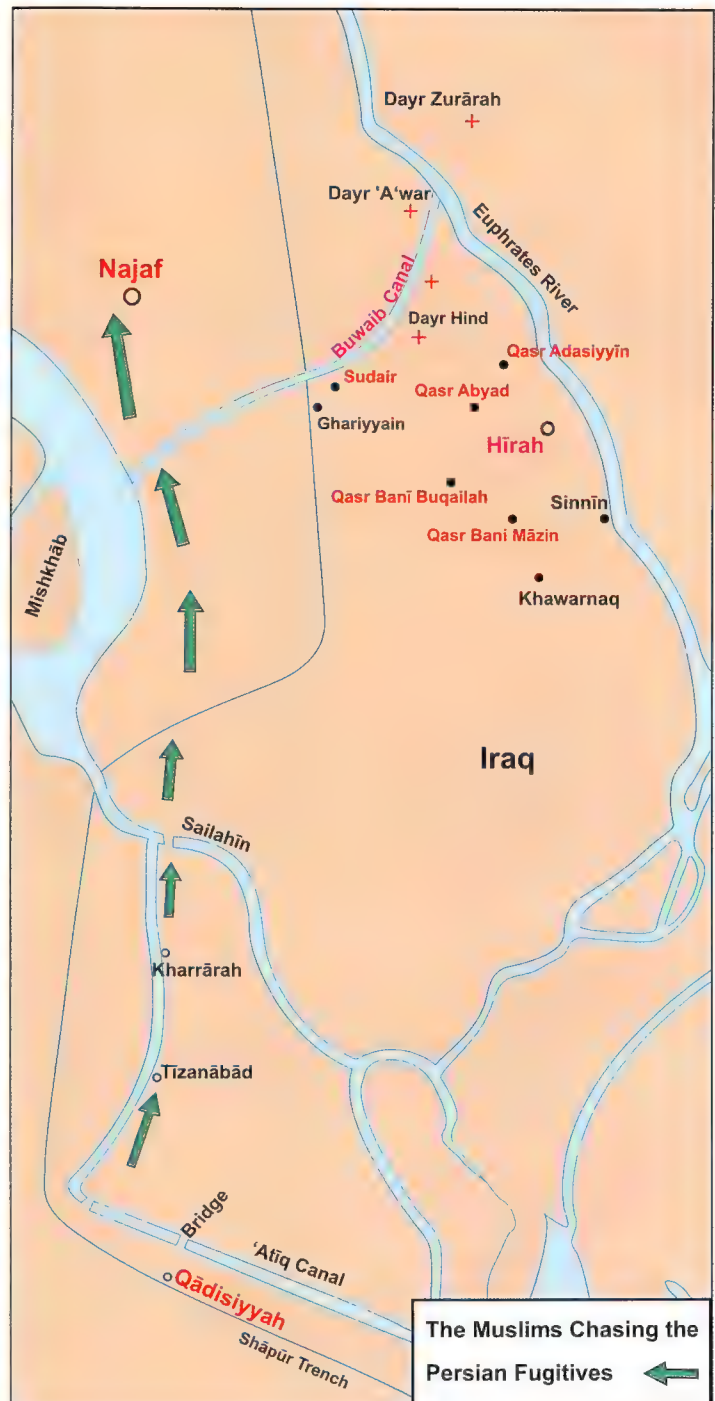 Dayr Zurārah
Dayr 'A‘war
Euphrates River
Najaf
Buwaib Canal
Dayr Hind
Qasr Adasiyyīn
Sudair
Qasr Abyad
Ghariyyain
Hīrah
Qasr Banī Buqailah
Sinnīn
Qasr Bani Māzin
Mishkhāb
Khawarnaq
Iraq
Sailahīn
Kharrārah
Tīzanābād
Bridge
‘Atīq Canal
Qādisiyyah
Shāpūr Trench
The Muslims Chasing the
Persian Fugitives